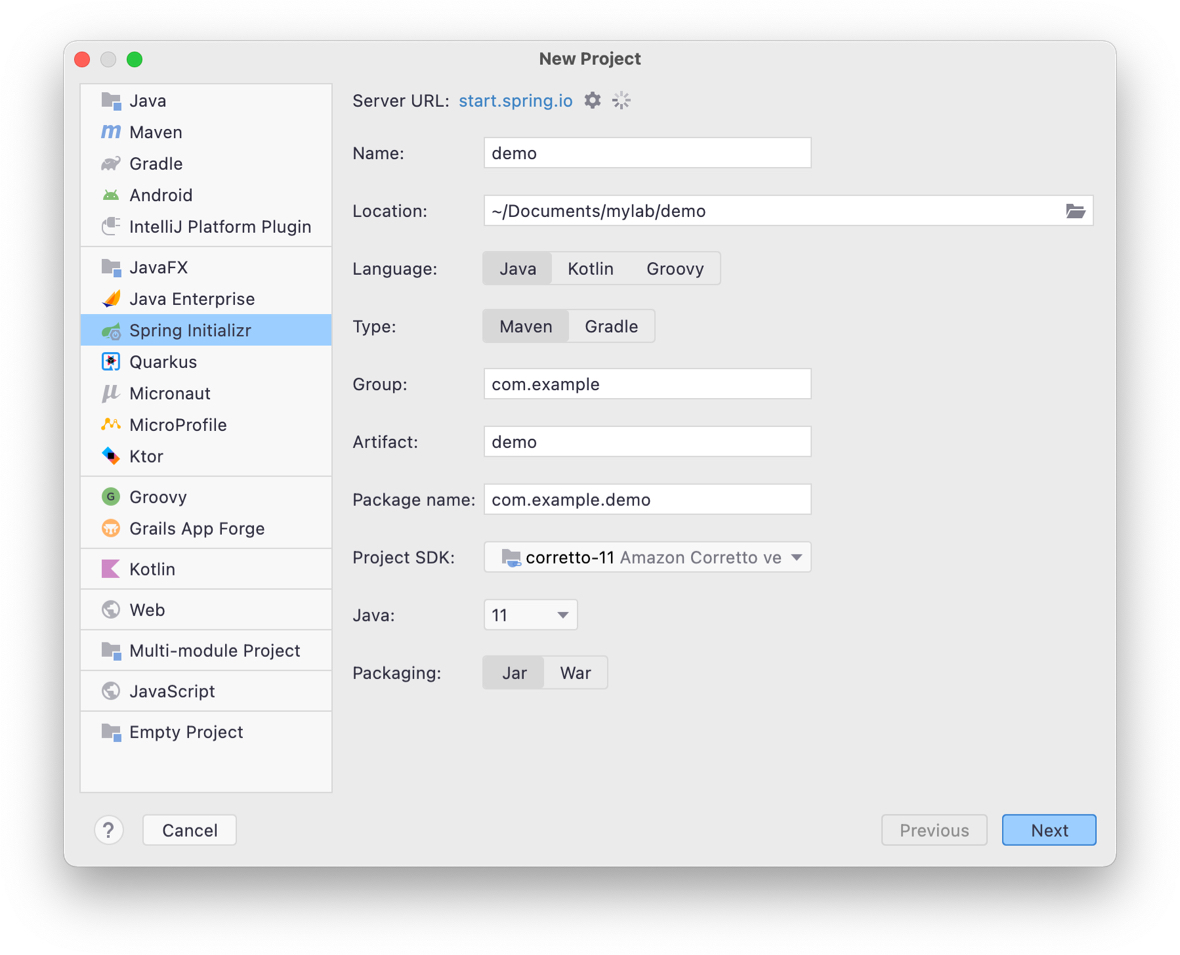 New Project
Java
Maven
Gradle
Android
IntelliJ Platform Plugin
JavaFX
Java Enterprise
Spring Initializr
Quarkus
Micronaut
MicroProfile
Ktor
Groovy
Grails App Forge
Kotlin
Web
Multi-module Project
JavaScript
Empty Project
Server URL: start.spring.io
Name: demo
Location: ~/Documents/mylab/demo
Language: Java Kotlin Groovy
Type: Maven Gradle
Group: com.example
Artifact: demo
Package name: com.example.demo
Project SDK: corretto-11 Amazon Corretto ve
Java: 11
Packaging: Jar War
? Cancel Previous Next